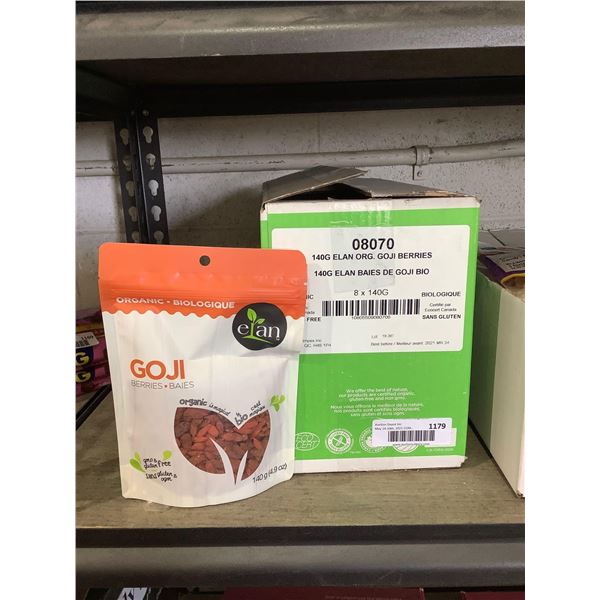 ORGANIC • BIOLOGIQUE
elan
GOJI
BERRIES • BAIES
organic
bio
gmo & gluten free
sans gluten & ogm
140 g (4.9 oz)
08070
140G ELAN ORG. GOJI BERRIES
140G ELAN BAIES DE GOJI BIO
8 x 140G
BIOLOGIQUE
Certifié par
Ecocert Canada
FREE
SANS GLUTEN
Best before / Meilleur avant
We offer the best of nature,
our products are certified organic,
gluten-free and non gmo.
Nous vous offrons le meilleur de la nature,
nos produits sont certifiés biologiques,
sans gluten et sans ogm.
1179